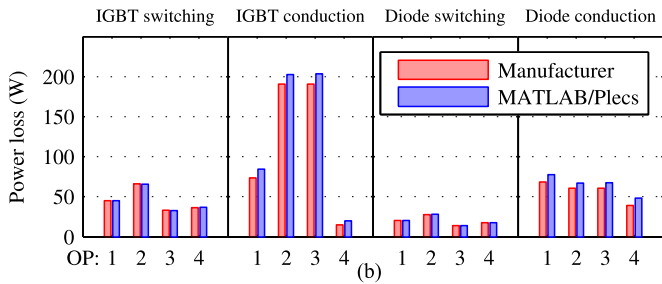 IGBT switching IGBT conduction Diode switching Diode conduction
Power loss (W)
200
150
100
50
0
Manufacturer
MATLAB/Plecs
OP: 1 2 3 4 1 2 3 4 1 2 3 4 1 2 3 4
(b)